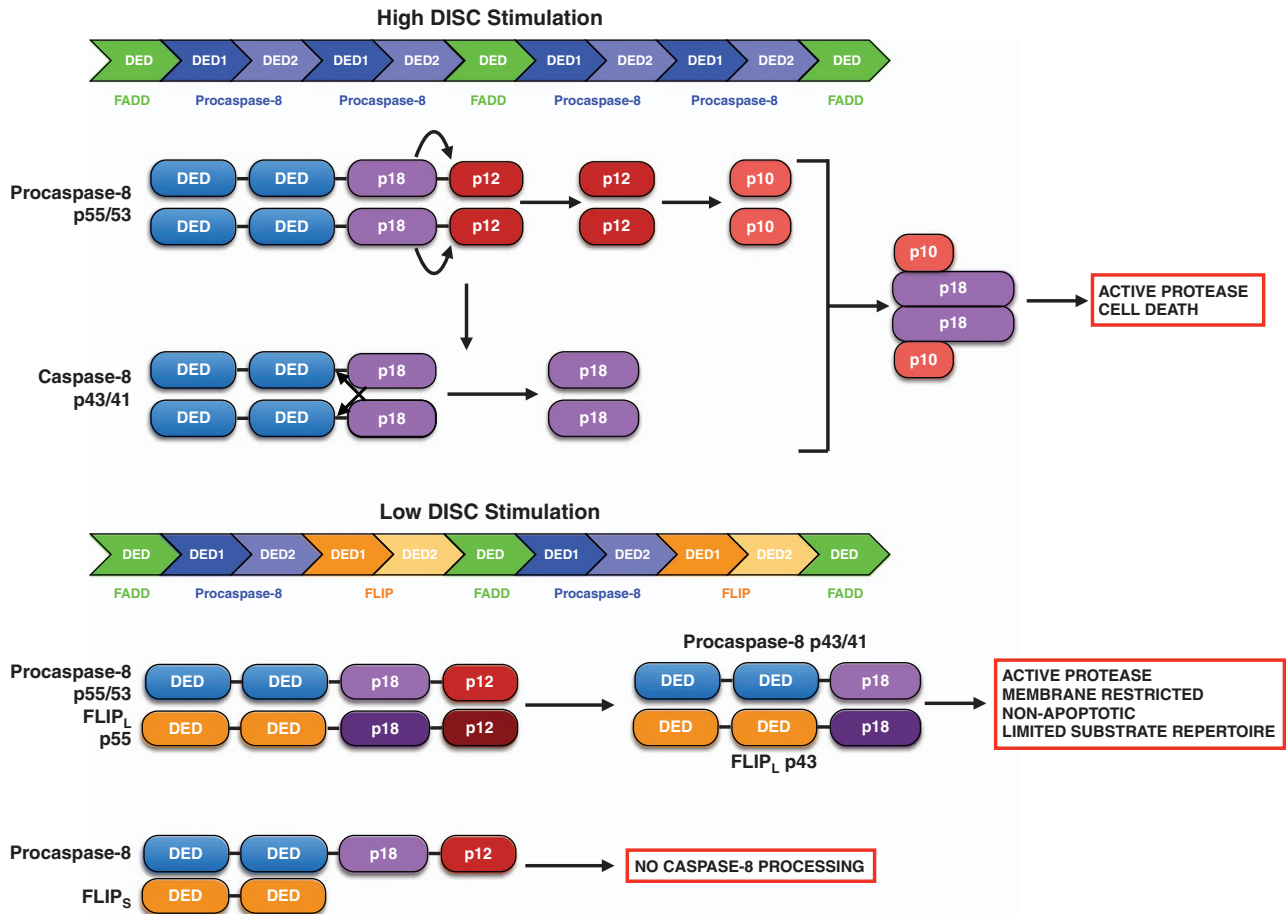 High DISC Stimulation
DED DED1 DED2 DED1 DED2 DED DED1 DED2 DED1 DED2 DED
FADD Procaspase-8 Procaspase-8 FADD Procaspase-8 Procaspase-8 FADD
Procaspase-8
p55/53
DED DED p18 p12 p12 p10
DED DED p18 p12 p12 p10
p10
p18
p18
p10
ACTIVE PROTEASE
CELL DEATH
Caspase-8
p43/41
DED DED p18 p18
DED DED p18 p18
Low DISC Stimulation
DED DED1 DED2 DED1 DED2 DED DED1 DED2 DED1 DED2 DED
FADD Procaspase-8 FLIP FADD Procaspase-8 FLIP FADD
Procaspase-8
p55/53
FLIPL
p55
DED DED p18 p12
DED DED p18 p12
Procaspase-8 p43/41
DED DED p18
DED DED p18
FLIPL p43
ACTIVE PROTEASE
MEMBRANE RESTRICTED
NON-APOPTOTIC
LIMITED SUBSTRATE REPERTOIRE
Procaspase-8
DED DED p18 p12
FLIPS
DED DED
NO CASPASE-8 PROCESSING